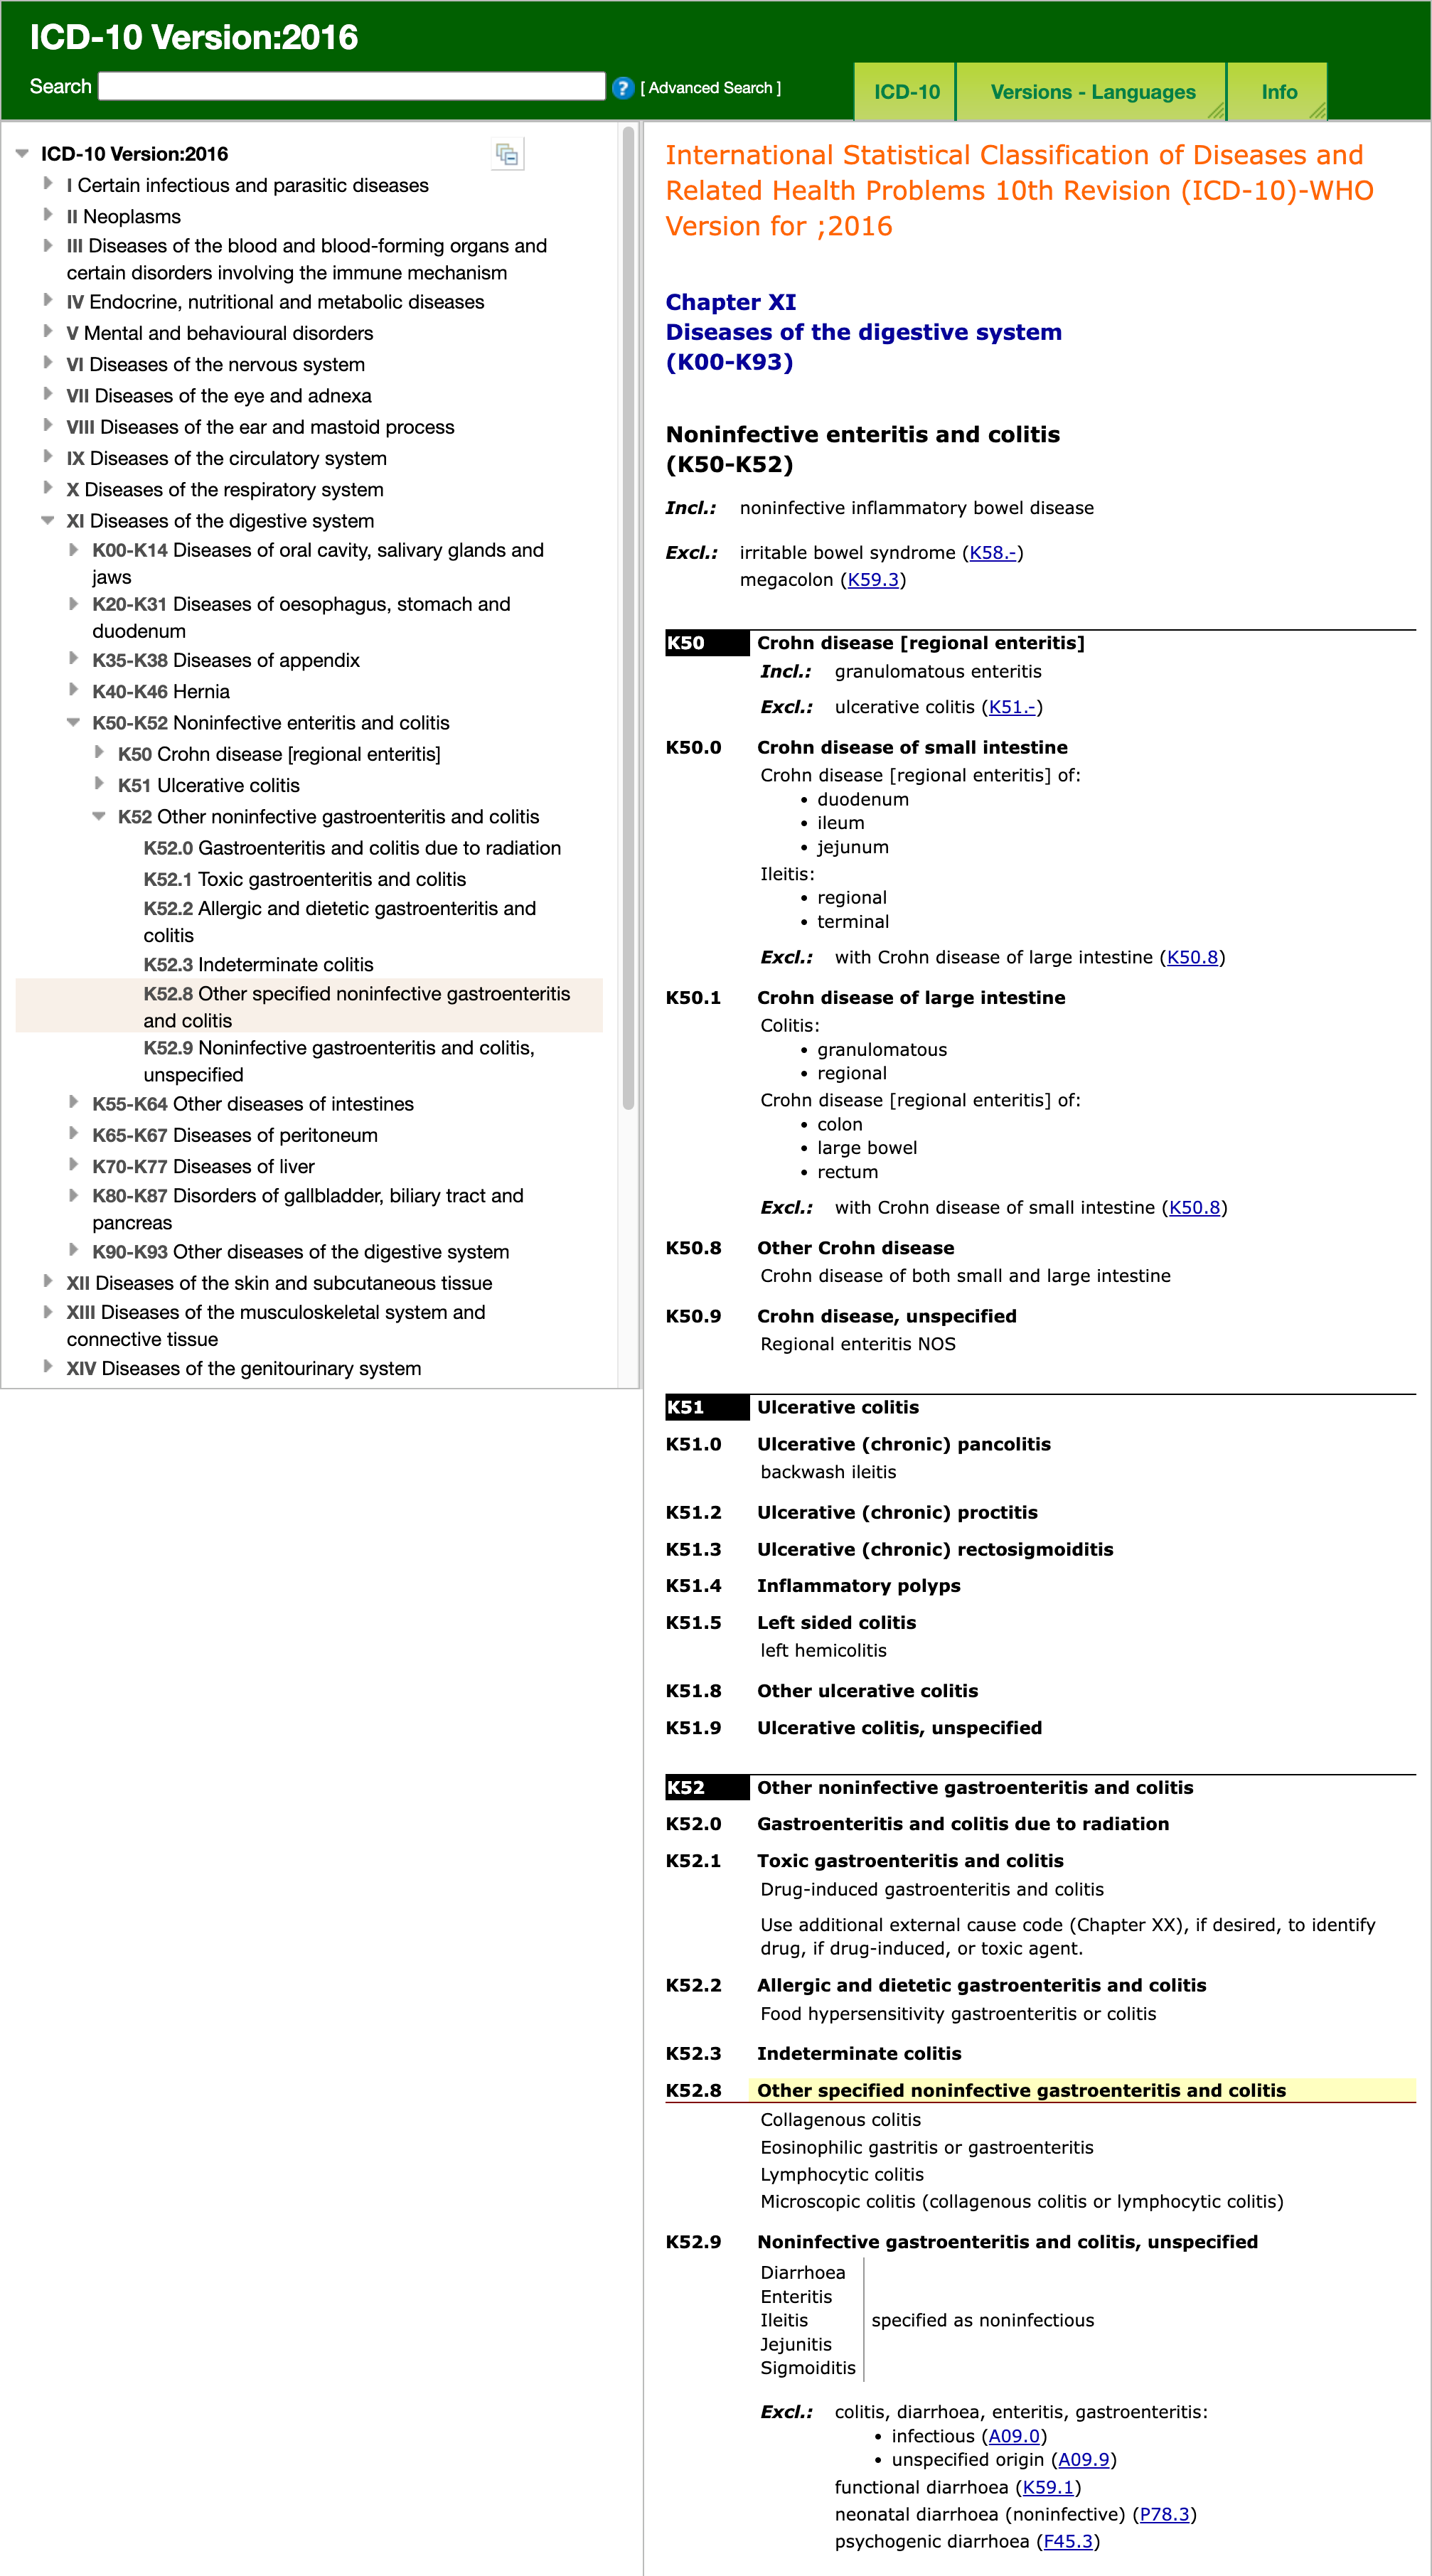 ICD-10 Version:2016
Search
? [ Advanced Search ]
ICD-10
Versions - Languages
Info
ICD-10 Version:2016
I Certain infectious and parasitic diseases
II Neoplasms
III Diseases of the blood and blood-forming organs and
certain disorders involving the immune mechanism
IV Endocrine, nutritional and metabolic diseases
V Mental and behavioural disorders
VI Diseases of the nervous system
VII Diseases of the eye and adnexa
VIII Diseases of the ear and mastoid process
IX Diseases of the circulatory system
X Diseases of the respiratory system
XI Diseases of the digestive system
K00-K14 Diseases of oral cavity, salivary glands and
jaws
K20-K31 Diseases of oesophagus, stomach and
duodenum
K35-K38 Diseases of appendix
K40-K46 Hernia
K50-K52 Noninfective enteritis and colitis
K50 Crohn disease [regional enteritis]
K51 Ulcerative colitis
K52 Other noninfective gastroenteritis and colitis
K52.0 Gastroenteritis and colitis due to radiation
K52.1 Toxic gastroenteritis and colitis
K52.2 Allergic and dietetic gastroenteritis and
colitis
K52.3 Indeterminate colitis
K52.8 Other specified noninfective gastroenteritis
and colitis
K52.9 Noninfective gastroenteritis and colitis,
unspecified
K55-K64 Other diseases of intestines
K65-K67 Diseases of peritoneum
K70-K77 Diseases of liver
K80-K87 Disorders of gallbladder, biliary tract and
pancreas
K90-K93 Other diseases of the digestive system
XII Diseases of the skin and subcutaneous tissue
XIII Diseases of the musculoskeletal system and
connective tissue
XIV Diseases of the genitourinary system
International Statistical Classification of Diseases and
Related Health Problems 10th Revision (ICD-10)-WHO
Version for ;2016
Chapter XI
Diseases of the digestive system
(K00-K93)
Noninfective enteritis and colitis
(K50-K52)
Incl.: noninfective inflammatory bowel disease
Excl.: irritable bowel syndrome (K58.-)
megacolon (K59.3)
K50 Crohn disease [regional enteritis]
Incl.: granulomatous enteritis
Excl.: ulcerative colitis (K51.-)
K50.0 Crohn disease of small intestine
Crohn disease [regional enteritis] of:
• duodenum
• ileum
• jejunum
Ileitis:
• regional
• terminal
Excl.: with Crohn disease of large intestine (K50.8)
K50.1 Crohn disease of large intestine
Colitis:
• granulomatous
• regional
Crohn disease [regional enteritis] of:
• colon
• large bowel
• rectum
Excl.: with Crohn disease of small intestine (K50.8)
K50.8 Other Crohn disease
Crohn disease of both small and large intestine
K50.9 Crohn disease, unspecified
Regional enteritis NOS
K51 Ulcerative colitis
K51.0 Ulcerative (chronic) pancolitis
backwash ileitis
K51.2 Ulcerative (chronic) proctitis
K51.3 Ulcerative (chronic) rectosigmoiditis
K51.4 Inflammatory polyps
K51.5 Left sided colitis
left hemicolitis
K51.8 Other ulcerative colitis
K51.9 Ulcerative colitis, unspecified
K52 Other noninfective gastroenteritis and colitis
K52.0 Gastroenteritis and colitis due to radiation
K52.1 Toxic gastroenteritis and colitis
Drug-induced gastroenteritis and colitis
Use additional external cause code (Chapter XX), if desired, to identify
drug, if drug-induced, or toxic agent.
K52.2 Allergic and dietetic gastroenteritis and colitis
Food hypersensitivity gastroenteritis or colitis
K52.3 Indeterminate colitis
K52.8 Other specified noninfective gastroenteritis and colitis
Collagenous colitis
Eosinophilic gastritis or gastroenteritis
Lymphocytic colitis
Microscopic colitis (collagenous colitis or lymphocytic colitis)
K52.9 Noninfective gastroenteritis and colitis, unspecified
Diarrhoea
Enteritis
Ileitis specified as noninfectious
Jejunitis
Sigmoiditis
Excl.: colitis, diarrhoea, enteritis, gastroenteritis:
• infectious (A09.0)
• unspecified origin (A09.9)
functional diarrhoea (K59.1)
neonatal diarrhoea (noninfective) (P78.3)
psychogenic diarrhoea (F45.3)